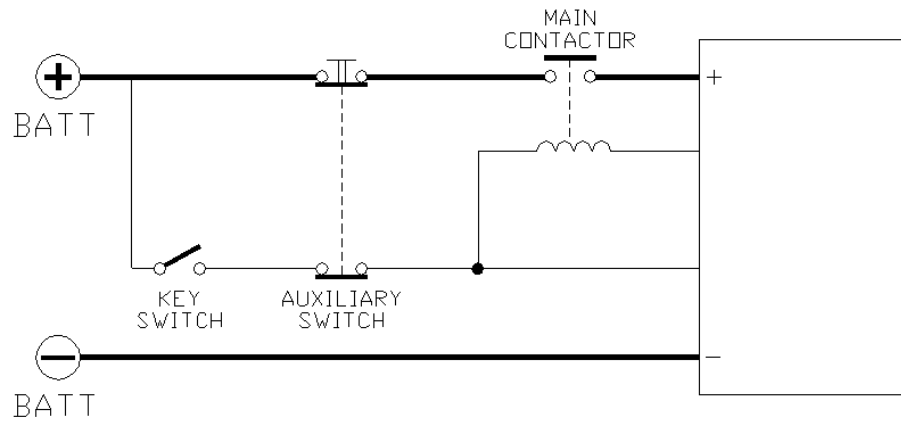 MAIN
CONTACTOR
+
+
BATT
KEY
SWITCH
AUXILIARY
SWITCH
−
−
BATT